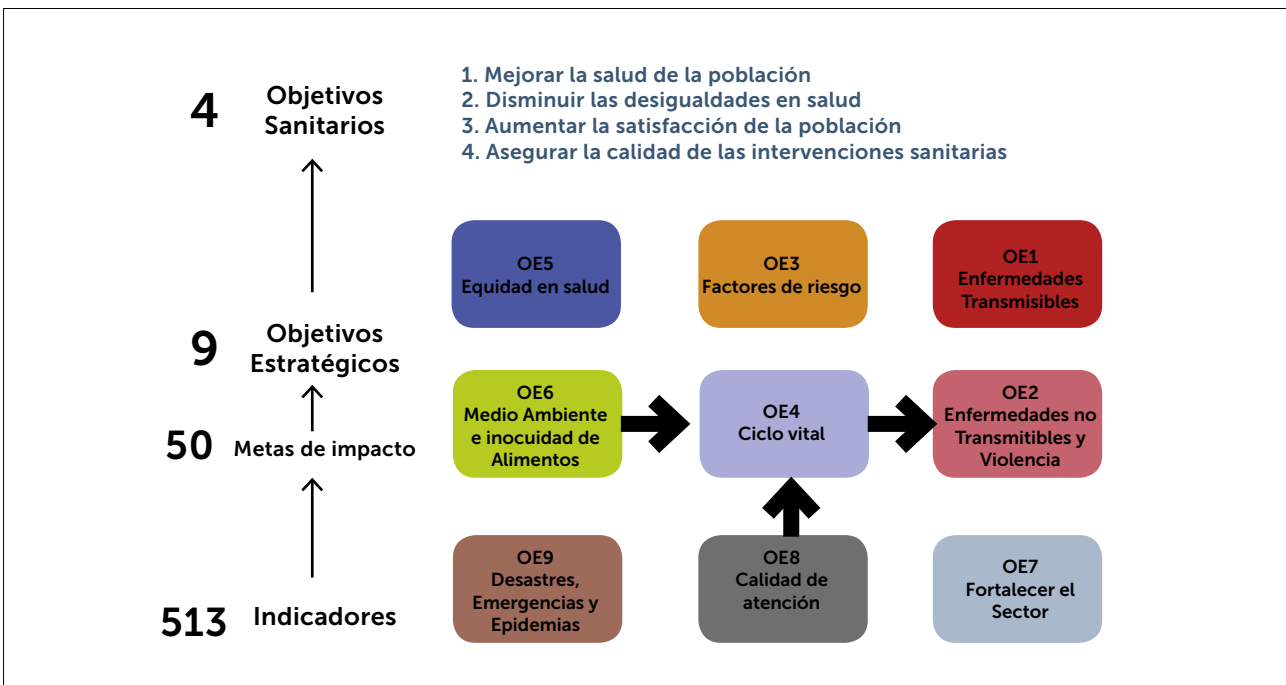 4
Objetivos
Sanitarios
1. Mejorar la salud de la población
2. Disminuir las desigualdades en salud
3. Aumentar la satisfacción de la población
4. Asegurar la calidad de las intervenciones sanitarias
9
Objetivos
Estratégicos
50
Metas de impacto
513
Indicadores
OE5
Equidad en salud
OE3
Factores de riesgo
OE1
Enfermedades
Transmisibles
OE6
Medio Ambiente
e inocuidad de
Alimentos
OE4
Ciclo vital
OE2
Enfermedades no
Transmitibles y
Violencia
OE9
Desastres,
Emergencias y
Epidemias
OE8
Calidad de
atención
OE7
Fortalecer el
Sector